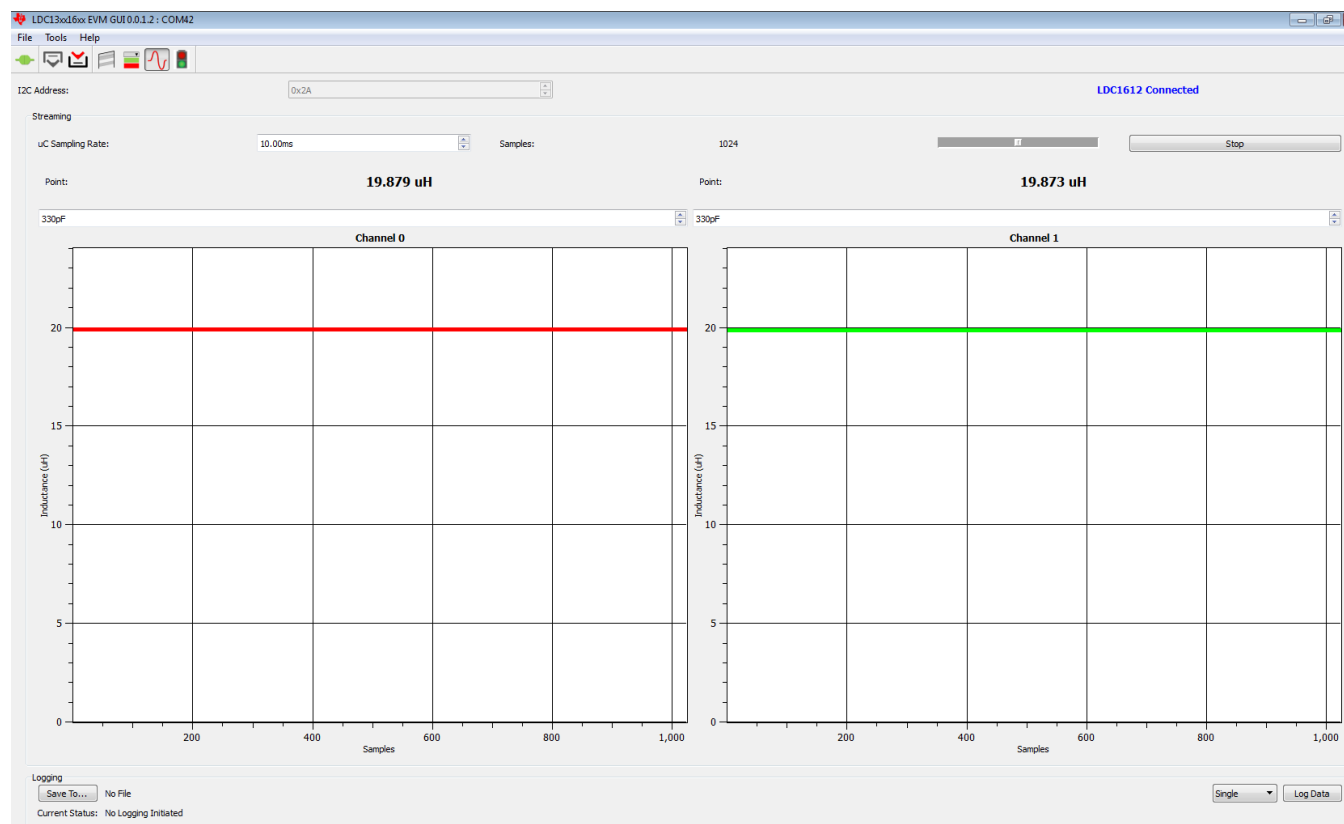 LDC13xx16xx EVM GUI 0.0.1.2 : COM42
File Tools Help
I2C Address: 0x2A LDC1612 Connected
Streaming
uC Sampling Rate: 10.00ms Samples: 1024 Stop
Point: 19.879 uH Point: 19.873 uH
330pF 330pF
Channel 0
20
15
10
5
0
Inductance (uH)
200 400 600 800 1,000
Samples
Channel 1
20
15
10
5
0
Inductance (uH)
200 400 600 800 1,000
Samples
Logging
Save To... No File Single Log Data
Current Status: No Logging Initiated